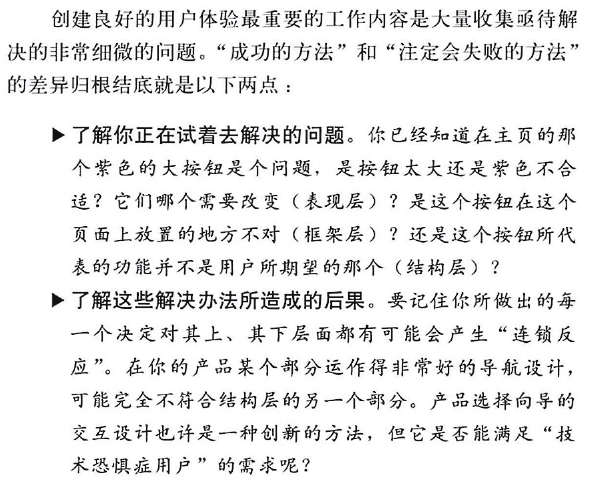 创建良好的用户体验最重要的工作内容是大量收集亟待解
决的非常细微的问题。“成功的方法”和“注定会失败的方法”
的差异归根结底就是以下两点：
▶了解你正在试着去解决的问题。你已经知道在主页的那
个紫色的大按钮是个问题，是按钮太大还是紫色不合
适？它们哪个需要改变（表现层）？是这个按钮在这个
页面上放置的地方不对（框架层）？还是这个按钮所代
表的功能并不是用户所期望的那个（结构层）？
▶了解这些解决办法所造成的后果。要记住你所做出的每
一个决定对其上、其下层面都有可能会产生“连锁反
应”。在你的产品某个部分运作得非常好的导航设计，
可能完全不符合结构层的另一个部分。产品选择向导的
交互设计也许是一种创新的方法，但它是否能满足“技
术恐惧症用户”的需求呢？